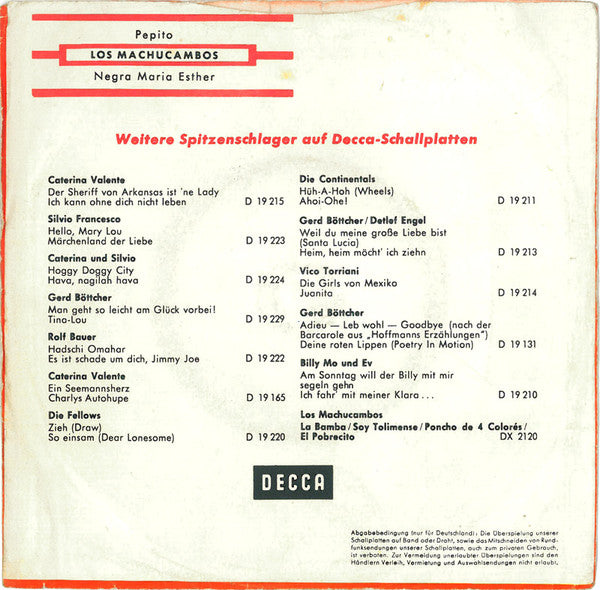 Pepito
LOS MACHUCAMBOS
Negra Maria Esther
Weitere Spitzenschlager auf Decca-Schallplatten
Caterina Valente
Der Sheriff von Arkansas ist 'ne Lady
Ich kann ohne dich nicht leben D 19 215
Silvio Francesco
Hello, Mary Lou
Märchenland der Liebe D 19 223
Caterina und Silvio
Hoggy Doggy City
Hava, nagilah hava D 19 224
Gerd Böttcher
Man geht so leicht am Glück vorbei!
Tino-Lou D 19 229
Rolf Bauer
Hadschi Omahar
Es ist schade um dich, Jimmy Joe D 19 222
Caterina Valente
Ein Seemannsherz
Charlys Autohupe D 19 165
Die Fellows
Zieh (Draw)
So einsam (Dear Lonesome) D 19 220
Die Continentals
Hüh-A-Hoh (Wheels)
Ahoi-Ohe! D 19 211
Gerd Böttcher/Detlef Engel
Weil du meine große Liebe bist
(Santa Lucia)
Heim, heim möcht' ich ziehn D 19 213
Vico Torriani
Die Girls von Mexiko
Juanita D 19 214
Gerd Böttcher
Adieu — Leb wohl — Goodbye (nach der
Barcarole aus „Hoffmanns Erzählungen")
Deine roten Lippen (Poetry In Motion) D 19 131
Billy Mo und Ev
Am Sonntag will der Billy mit mir
segeln gehn
Ich fahr' mit meiner Klara . . . D 19 210
Los Machucambos
La Bamba/Soy Tolimense/Poncho de 4 Colorés/
El Pobrecito DX 2120
DECCA
Abgabebedingung (nur für Deutschland): Die Überspielung unserer
Schallplatten auf Band oder Draht, sowie das Mitschneiden von Rund-
funksendungen unserer Schallplatten, auch zum privaten Gebrauch,
ist verboten. Zur Vermeidung unerlaubter Überspielungen sind den
Händlern Verleih, Vermietung und Auswahlsendungen nicht erlaubt.